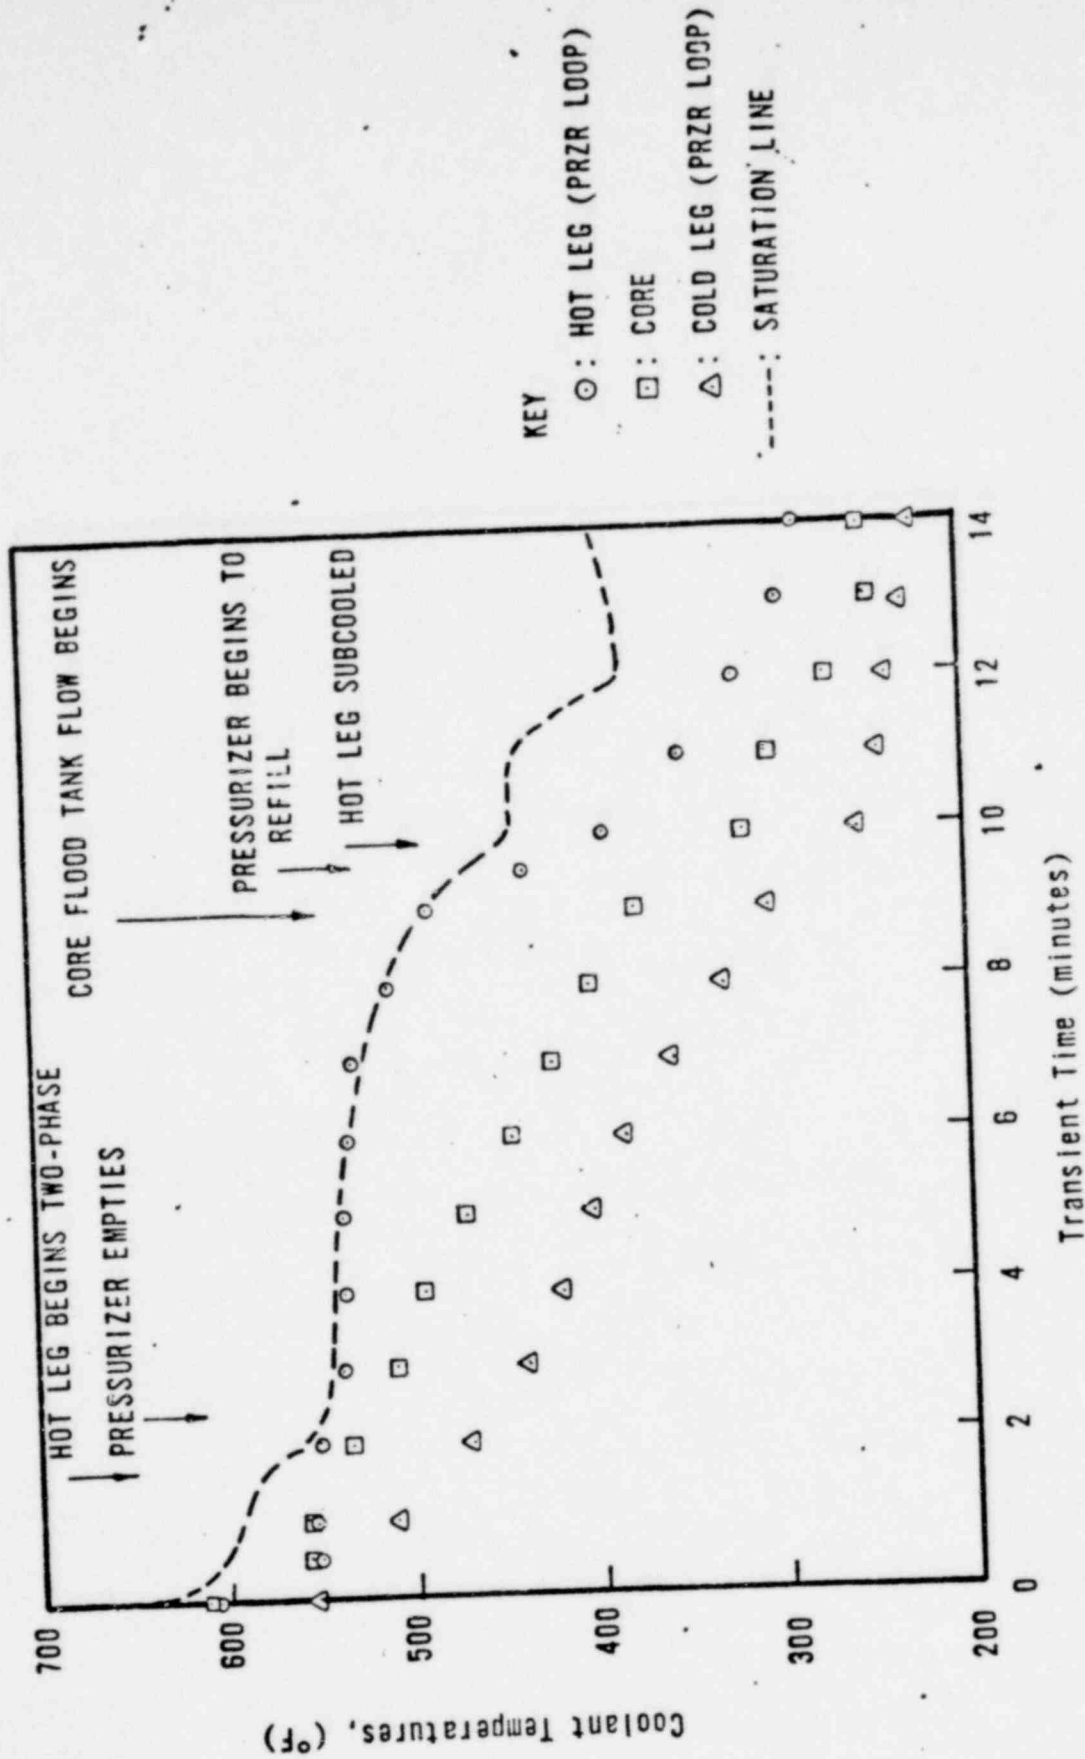 HOT LEG BEGINS TWO-PHASE
PRESSURIZER EMPTIES
CORE FLOOD TANK FLOW BEGINS
PRESSURIZER BEGINS TO
REFILL
HOT LEG SUBCOOLED
700
600
500
400
300
200
Coolant Temperatures, (°F)
0
2
4
6
8
10
12
14
Transient Time (minutes)
KEY
⊙: HOT LEG (PRZR LOOP)
⊡: CORE
△: COLD LEG (PRZR LOOP)
-----: SATURATION LINE